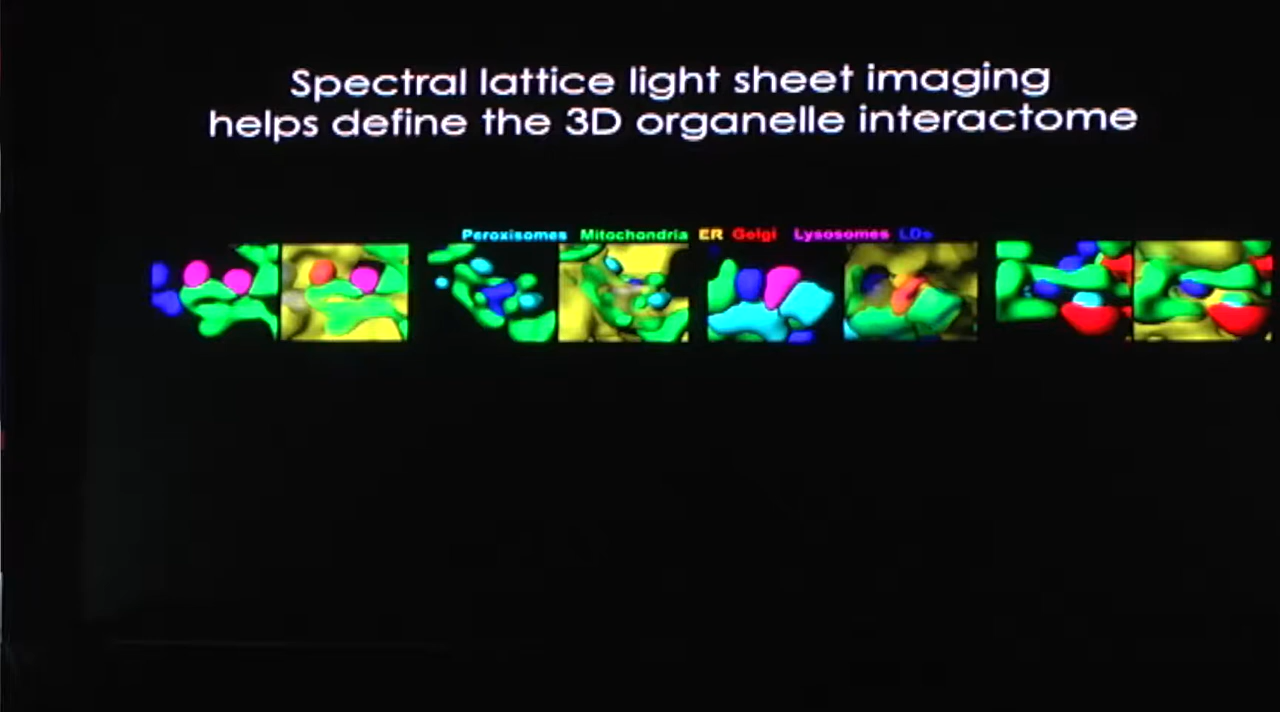 Spectral lattice light sheet imaging
helps define the 3D organelle interactome
Peroxisomes Mitochondria ER Golgi Lysosomes LDs